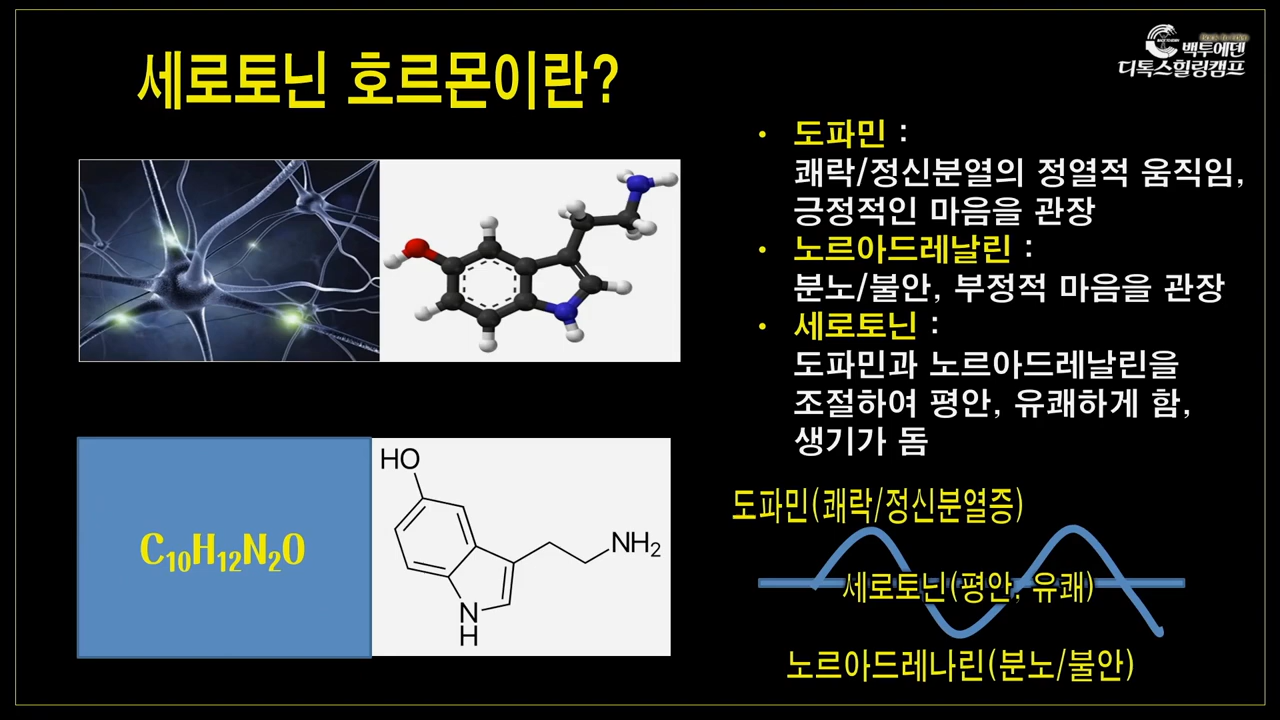 세로토닌 호르몬이란?
백투에덴
디톡스힐링캠프
• 도파민 :
쾌락/정신분열의 정열적 움직임,
긍정적인 마음을 관장
• 노르아드레날린 :
분노/불안, 부정적 마음을 관장
• 세로토닌 :
도파민과 노르아드레날린을
조절하여 평안, 유쾌하게 함,
생기가 돔
C₁₀H₁₂N₂O
HO
NH₂
N
H
도파민(쾌락/정신분열증)
세로토닌(평안, 유쾌)
노르아드레나린(분노/불안)